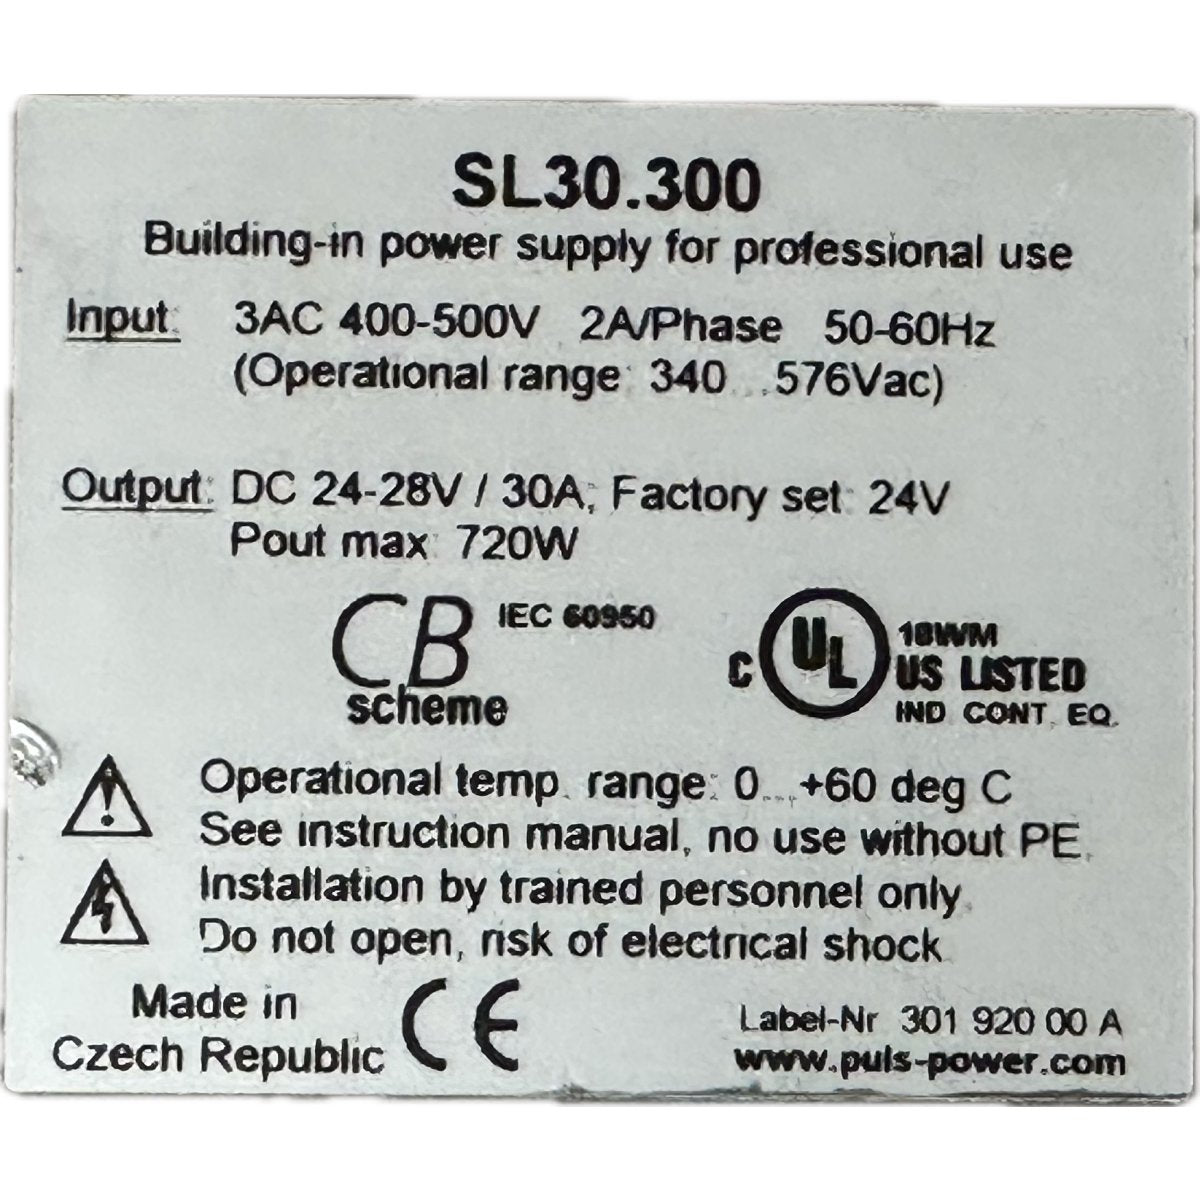 SL30.300
Building-in power supply for professional use
Input: 3AC 400-500V 2A/Phase 50-60Hz
(Operational range: 340...576Vac)
Output: DC 24-28V / 30A; Factory set: 24V
Pout max: 720W
CB scheme IEC 60950
C UL US LISTED 18WM
IND. CONT. EQ.
Operational temp. range: 0...+60 deg C
See instruction manual, no use without PE.
Installation by trained personnel only.
Do not open, risk of electrical shock.
Made in
Czech Republic
CE
Label-Nr 301 920 00 A
www.puls-power.com